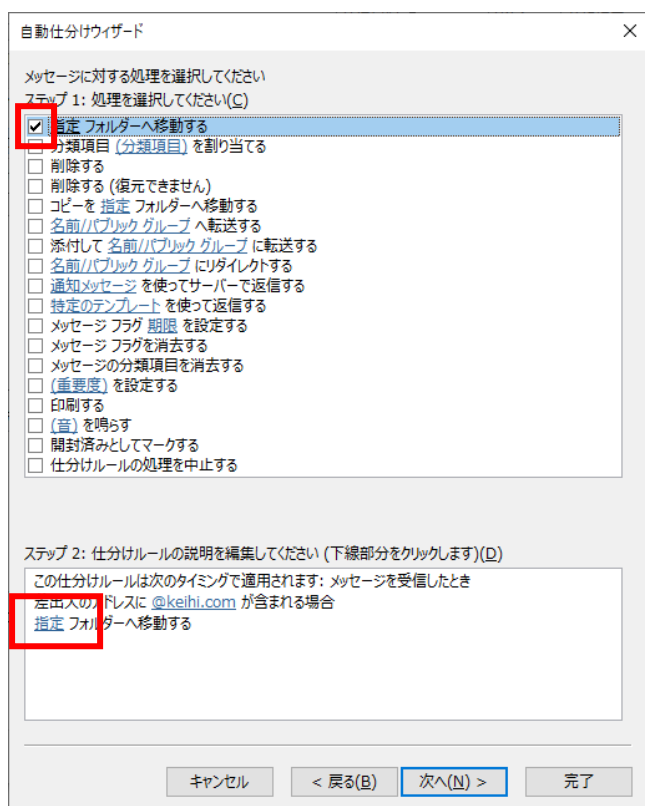 自動仕分けウィザード
メッセージに対する処理を選択してください
ステップ 1: 処理を選択してください(C)
指定 フォルダーへ移動する
分類項目 (分類項目) を割り当てる
削除する
削除する (復元できません)
コピーを 指定 フォルダーへ移動する
名前/パブリック グループ へ転送する
添付して 名前/パブリック グループ に転送する
名前/パブリック グループ にリダイレクトする
通知メッセージ を使ってサーバーで返信する
特定のテンプレート を使って返信する
メッセージ フラグ 期限 を設定する
メッセージ フラグを消去する
メッセージの分類項目を消去する
(重要度) を設定する
印刷する
(音) を鳴らす
開封済みとしてマークする
仕分けルールの処理を中止する
ステップ 2: 仕分けルールの説明を編集してください (下線部分をクリックします)(D)
この仕分けルールは次のタイミングで適用されます: メッセージを受信したとき
差出人のアドレスに @keihi.com が含まれる場合
指定 フォルダーへ移動する
キャンセル < 戻る(B) 次へ(N) > 完了